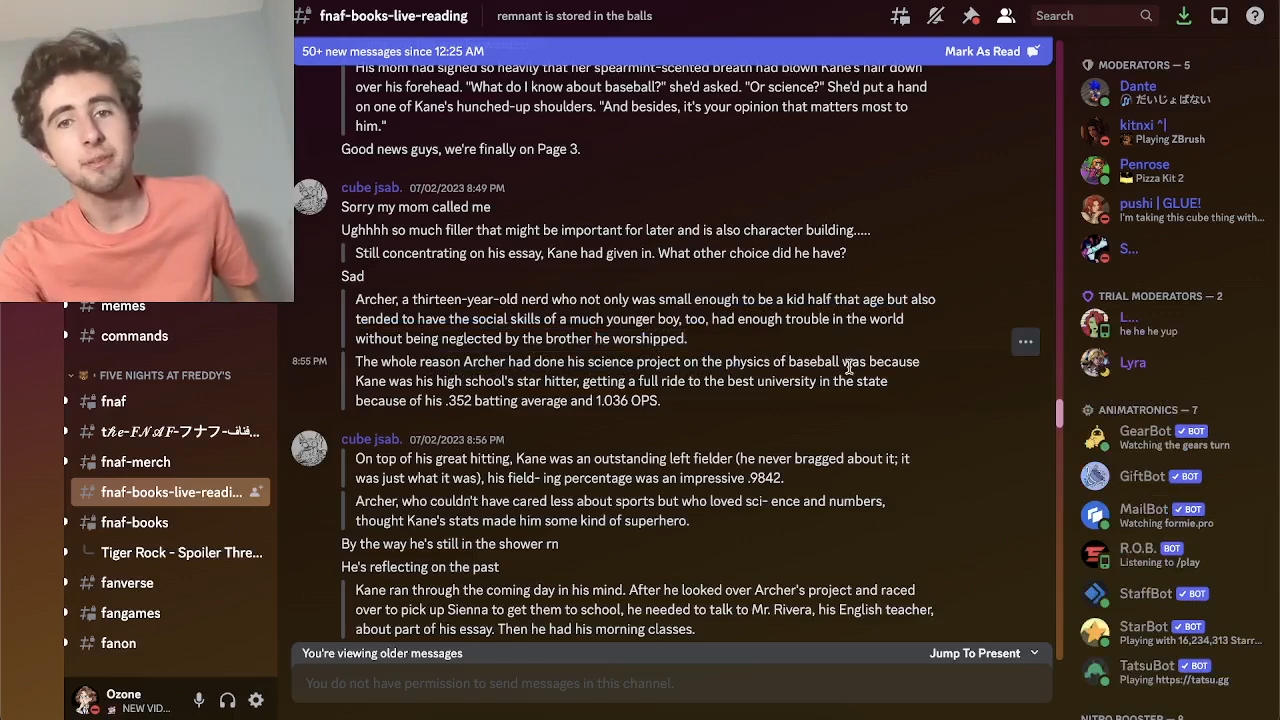 fnaf-books-live-reading
remnant is stored in the balls
Search
50+ new messages since 12:25 AM
Mark As Read
His mom had signed so heavily that her spearmint-scented breath had blown Kane's hair down
over his forehead. "What do I know about baseball?" she'd asked. "Or science?" She'd put a hand
on one of Kane's hunched-up shoulders. "And besides, it's your opinion that matters most to
him."
Good news guys, we're finally on Page 3.
cube jsab. 07/02/2023 8:49 PM
Sorry my mom called me
Ughhhh so much filler that might be important for later and is also character building.....
Still concentrating on his essay, Kane had given in. What other choice did he have?
Sad
Archer, a thirteen-year-old nerd who not only was small enough to be a kid half that age but also
tended to have the social skills of a much younger boy, too, had enough trouble in the world
without being neglected by the brother he worshipped.
8:55 PM
The whole reason Archer had done his science project on the physics of baseball was because
Kane was his high school's star hitter, getting a full ride to the best university in the state
because of his .352 batting average and 1.036 OPS.
cube jsab. 07/02/2023 8:56 PM
On top of his great hitting, Kane was an outstanding left fielder (he never bragged about it; it
was just what it was), his field- ing percentage was an impressive .9842.
Archer, who couldn't have cared less about sports but who loved sci- ence and numbers,
thought Kane's stats made him some kind of superhero.
By the way he's still in the shower rn
He's reflecting on the past
Kane ran through the coming day in his mind. After he looked over Archer's project and raced
over to pick up Sienna to get them to school, he needed to talk to Mr. Rivera, his English teacher,
about part of his essay. Then he had his morning classes.
You're viewing older messages
Jump To Present
You do not have permission to send messages in this channel.
memes
commands
FIVE NIGHTS AT FREDDY'S
fnaf
fnaf-merch
fnaf-books-live-readi...
fnaf-books
Tiger Rock - Spoiler Thre...
fanverse
fangames
fanon
Ozone
NEW VID...
MODERATORS — 5
Dante
だいじょばない
kitnxi ^|
Playing ZBrush
Penrose
Pizza Kit 2
pushi | GLUE!
I'm taking this cube thing with...
S...
TRIAL MODERATORS — 2
L...
he he he yup
Lyra
ANIMATRONICS — 7
GearBot BOT
Watching the gears turn
GiftBot BOT
MailBot BOT
Watching formie.pro
R.O.B. BOT
Listening to /play
StaffBot BOT
StarBot BOT
Playing with 16,234,313 Starr...
TatsuBot BOT
Playing https://tatsu.gg
NITRO BOOSTER — 8